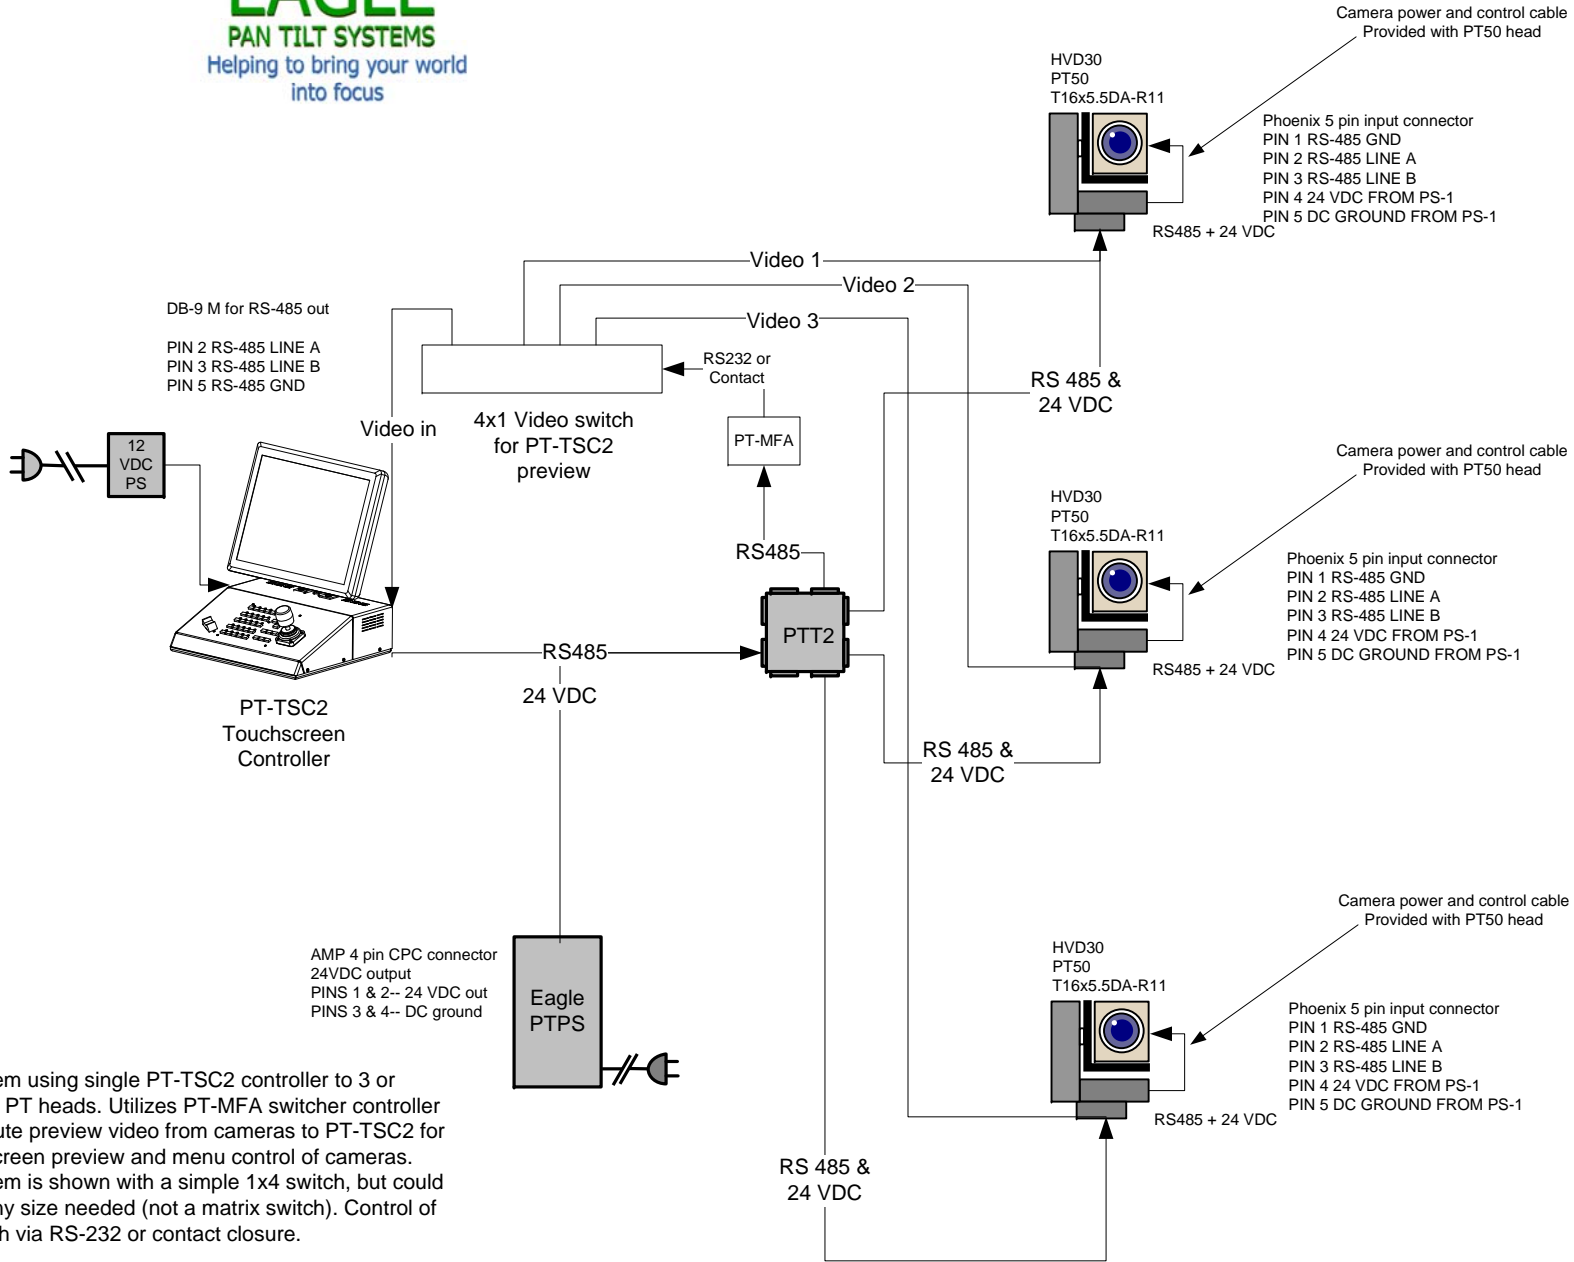 EAGLE
PAN TILT SYSTEMS
Helping to bring your world
into focus
Camera power and control cable
Provided with PT50 head
HVD30
PT50
T16x5.5DA-R11
Phoenix 5 pin input connector
PIN 1 RS-485 GND
PIN 2 RS-485 LINE A
PIN 3 RS-485 LINE B
PIN 4 24 VDC FROM PS-1
PIN 5 DC GROUND FROM PS-1
RS485 + 24 VDC
Video 1
Video 2
Video 3
DB-9 M for RS-485 out
PIN 2 RS-485 LINE A
PIN 3 RS-485 LINE B
PIN 5 RS-485 GND
RS232 or
Contact
RS 485 &
24 VDC
Video in
4x1 Video switch
for PT-TSC2
preview
PT-MFA
12
VDC
PS
Camera power and control cable
Provided with PT50 head
HVD30
PT50
T16x5.5DA-R11
Phoenix 5 pin input connector
PIN 1 RS-485 GND
PIN 2 RS-485 LINE A
PIN 3 RS-485 LINE B
PIN 4 24 VDC FROM PS-1
PIN 5 DC GROUND FROM PS-1
RS485 + 24 VDC
RS485
PTT2
RS485
24 VDC
PT-TSC2
Touchscreen
Controller
RS 485 &
24 VDC
Camera power and control cable
Provided with PT50 head
HVD30
PT50
T16x5.5DA-R11
Phoenix 5 pin input connector
PIN 1 RS-485 GND
PIN 2 RS-485 LINE A
PIN 3 RS-485 LINE B
PIN 4 24 VDC FROM PS-1
PIN 5 DC GROUND FROM PS-1
RS485 + 24 VDC
AMP 4 pin CPC connector
24VDC output
PINS 1 & 2-- 24 VDC out
PINS 3 & 4-- DC ground
Eagle
PTPS
RS 485 &
24 VDC
em using single PT-TSC2 controller to 3 or
PT heads. Utilizes PT-MFA switcher controller
ute preview video from cameras to PT-TSC2 for
creen preview and menu control of cameras.
em is shown with a simple 1x4 switch, but could
ny size needed (not a matrix switch). Control of
h via RS-232 or contact closure.